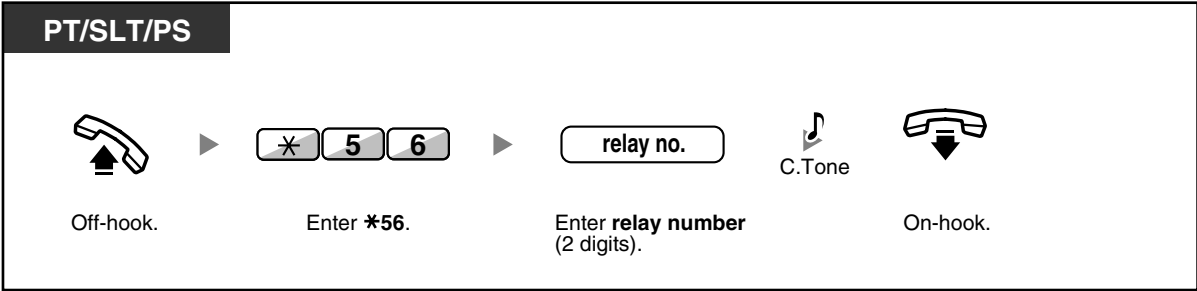 PT/SLT/PS
* 5 6
relay no.
C.Tone
Off-hook.
Enter *56.
Enter relay number
(2 digits).
On-hook.